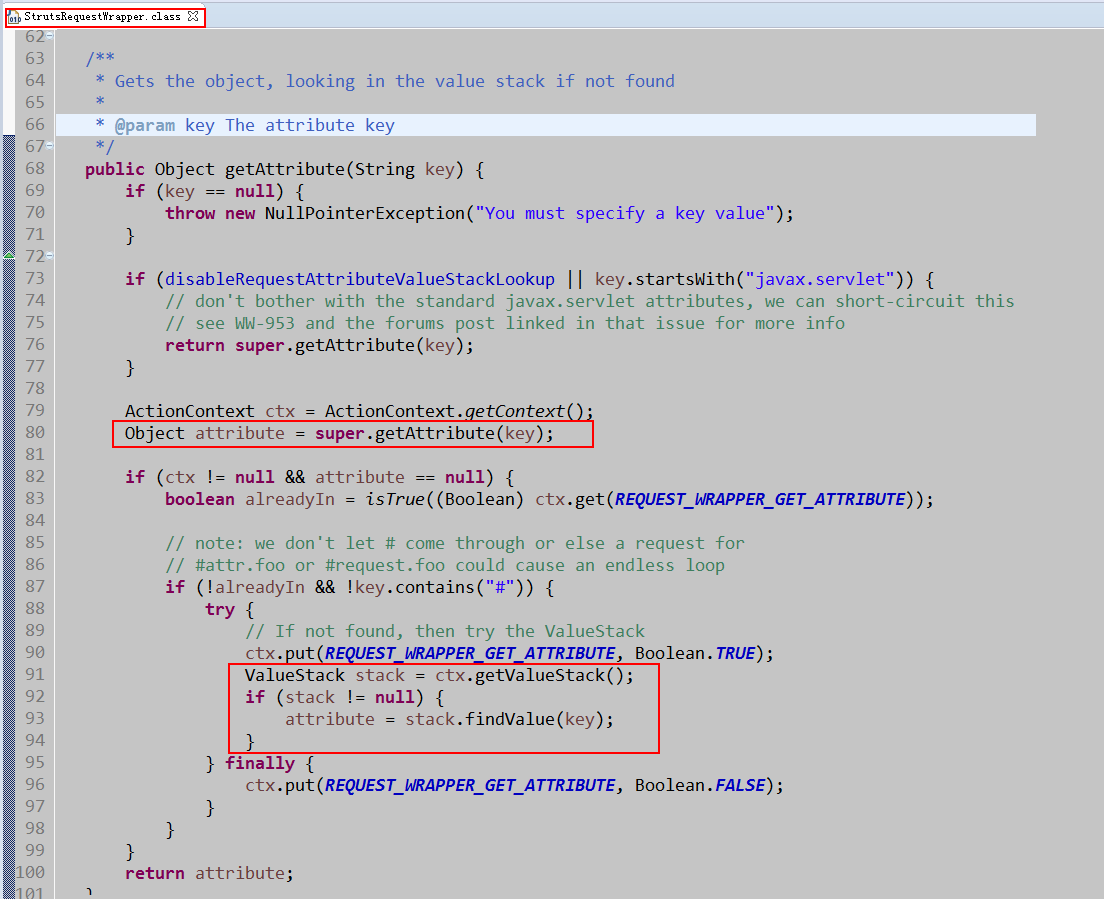 StrutsRequestWrapper.class
62
63 /**
64 * Gets the object, looking in the value stack if not found
65 *
66 * @param key The attribute key
67 */
68 public Object getAttribute(String key) {
69 if (key == null) {
70 throw new NullPointerException("You must specify a key value");
71 }
72
73 if (disableRequestAttributeValueStackLookup || key.startsWith("javax.servlet")) {
74 // don't bother with the standard javax.servlet attributes, we can short-circuit this
75 // see WW-953 and the forums post linked in that issue for more info
76 return super.getAttribute(key);
77 }
78
79 ActionContext ctx = ActionContext.getContext();
80 Object attribute = super.getAttribute(key);
81
82 if (ctx != null && attribute == null) {
83 boolean alreadyIn = isTrue((Boolean) ctx.get(REQUEST_WRAPPER_GET_ATTRIBUTE));
84
85 // note: we don't let # come through or else a request for
86 // #attr.foo or #request.foo could cause an endless loop
87 if (!alreadyIn && !key.contains("#")) {
88 try {
89 // If not found, then try the ValueStack
90 ctx.put(REQUEST_WRAPPER_GET_ATTRIBUTE, Boolean.TRUE);
91 ValueStack stack = ctx.getValueStack();
92 if (stack != null) {
93 attribute = stack.findValue(key);
94 }
95 } finally {
96 ctx.put(REQUEST_WRAPPER_GET_ATTRIBUTE, Boolean.FALSE);
97 }
98 }
99 }
100 return attribute;
101 }